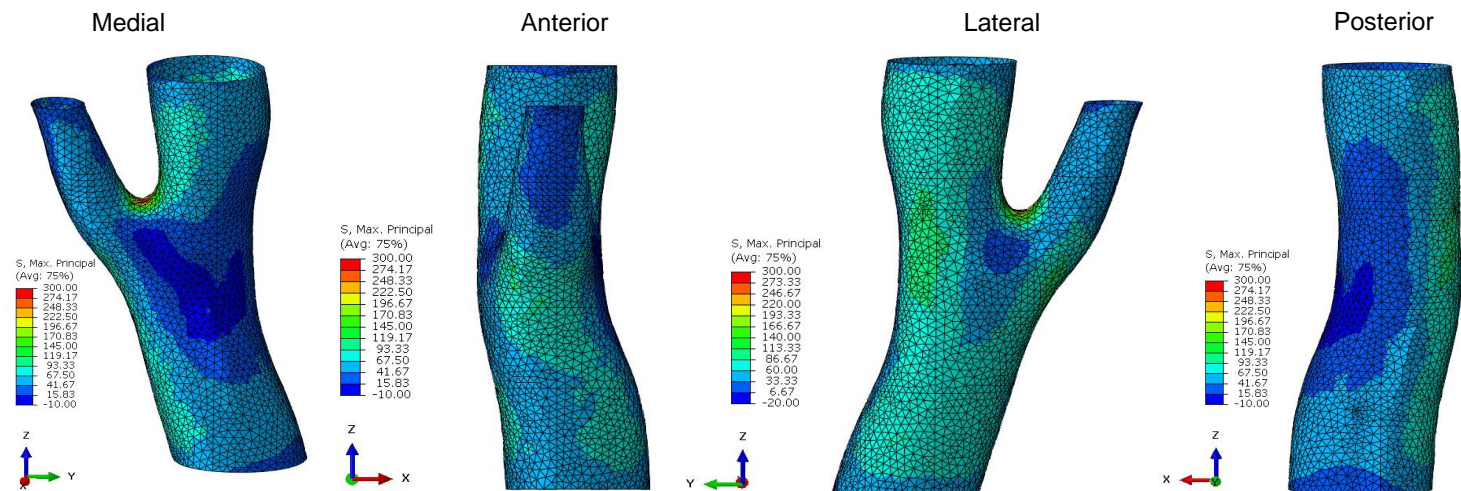 Medial
Anterior
Lateral
Posterior
S, Max. Principal
(Avg: 75%)
300.00
274.17
248.33
222.50
196.67
170.83
145.00
119.17
93.33
67.50
41.67
15.83
-10.00
Z
Y
X
S, Max. Principal
(Avg: 75%)
300.00
274.17
248.33
222.50
196.67
170.83
145.00
119.17
93.33
67.50
41.67
15.83
-10.00
Z
X
S, Max. Principal
(Avg: 75%)
300.00
273.33
246.67
220.00
193.33
166.67
140.00
113.33
86.67
60.00
33.33
6.67
-20.00
Z
Y
S, Max. Principal
(Avg: 75%)
300.00
274.17
248.33
222.50
196.67
170.83
145.00
119.17
93.33
67.50
41.67
15.83
-10.00
Z
X
Y